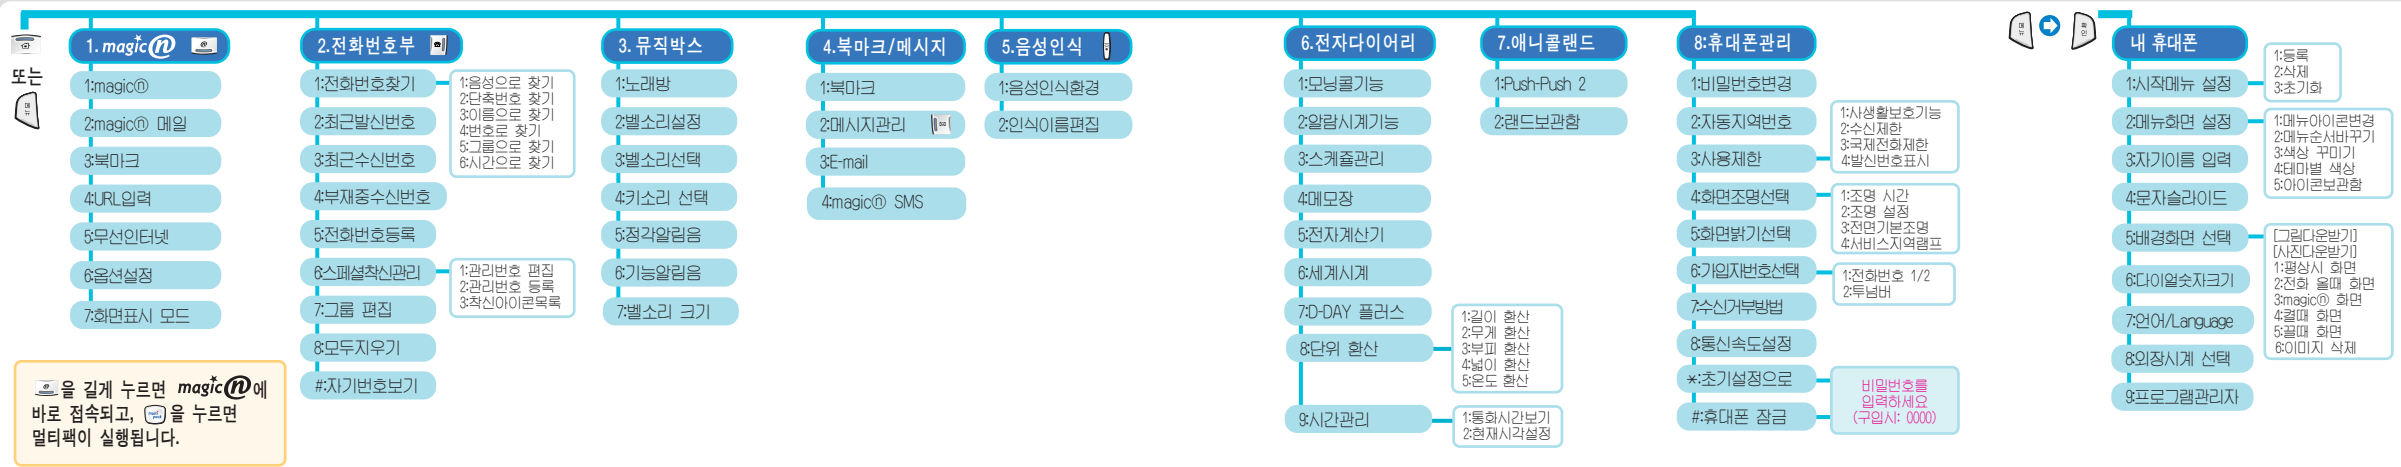 또는
메뉴
1. magicⓝ
1:magicⓝ
2:magicⓝ 메일
3:북마크
4:URL입력
5:무선인터넷
6:옵션설정
7:화면표시 모드
을 길게 누르면 magicⓝ에
바로 접속되고, 을 누르면
멀티팩이 실행됩니다.
2.전화번호부
1:전화번호찾기
1:음성으로 찾기
2:단축번호 찾기
3:이름으로 찾기
4:번호로 찾기
5:그룹으로 찾기
6:시간으로 찾기
2:최근발신번호
3:최근수신번호
4:부재중수신번호
5:전화번호등록
6:스페셜착신관리
1:관리번호 편집
2:관리번호 등록
3:착신아이콘목록
7:그룹 편집
8:모두지우기
#:자기번호보기
3. 뮤직박스
1:노래방
2:벨소리설정
3:벨소리선택
4:키소리 선택
5:정각알림음
6:기능알림음
7:벨소리 크기
4.북마크/메시지
1:북마크
2:메시지관리
3:E-mail
4:magicⓝ SMS
5.음성인식
1:음성인식환경
2:인식이름편집
6.전자다이어리
1:모닝콜기능
2:알람시계기능
3:스케쥴관리
4:메모장
5:전자계산기
6:세계시계
7:D-DAY 플러스
8:단위 환산
1:길이 환산
2:무게 환산
3:부피 환산
4:넓이 환산
5:온도 환산
9:시간관리
1:통화시간보기
2:현재시각설정
7.애니콜랜드
1:Push-Push 2
2:랜드보관함
8:휴대폰관리
1:비밀번호변경
2:자동지역번호
3:사용제한
1:사생활보호기능
2:수신제한
3:국제전화제한
4:발신번호표시
4:화면조명선택
1:조명 시간
2:조명 설정
3:전면기본조명
4:서비스지역램프
5:화면밝기선택
6:가입자번호선택
1:전화번호 1/2
2:투넘버
7:수신거부방법
8:통신속도설정
*:초기설정으로
#:휴대폰 잠금
비밀번호를
입력하세요
(구입시: 0000)
메뉴
확인
내 휴대폰
1:시작메뉴 설정
1:등록
2:삭제
3:초기화
2:메뉴화면 설정
1:메뉴아이콘변경
2:메뉴순서바꾸기
3:색상 꾸미기
4:테마별 색상
5:아이콘보관함
3:자기이름 입력
4:문자슬라이드
5:배경화면 선택
[그림다운받기]
[사진다운받기]
1:평상시 화면
2:전화 올때 화면
3:magicⓝ 화면
4:켤때 화면
5:끌때 화면
6:이미지 삭제
6:다이얼숫자크기
7:언어/Language
8:외장시계 선택
9:프로그램관리자